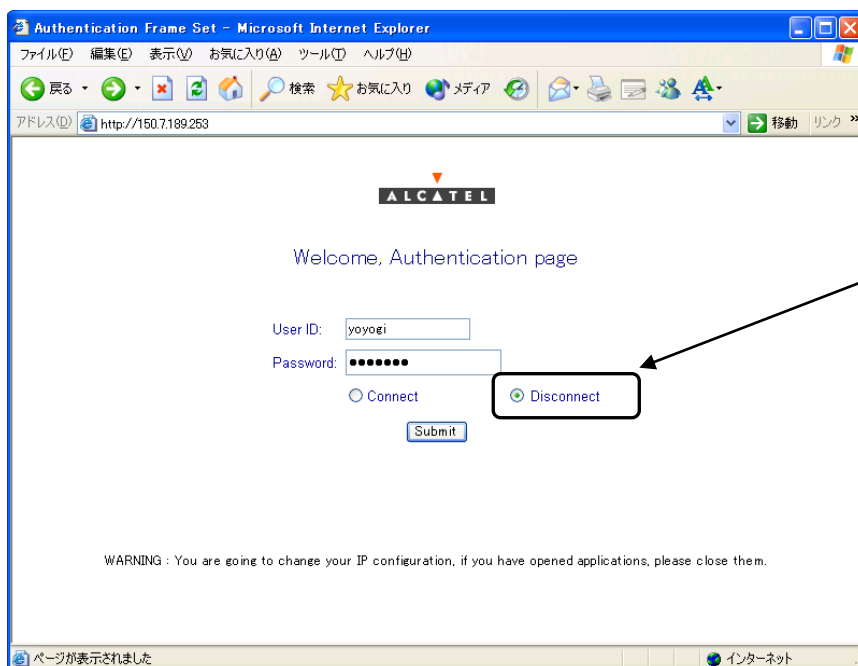 Authentication Frame Set - Microsoft Internet Explorer
ファイル(F) 編集(E) 表示(V) お気に入り(A) ツール(T) ヘルプ(H)
戻る 検索 お気に入り メディア
アドレス(D) http://150.7.189.253 移動 リンク »
ALCATEL
Welcome, Authentication page
User ID: yoyogi
Password: ●●●●●●●
Connect Disconnect
Submit
WARNING : You are going to change your IP configuration, if you have opened applications, please close them.
ページが表示されました インターネット